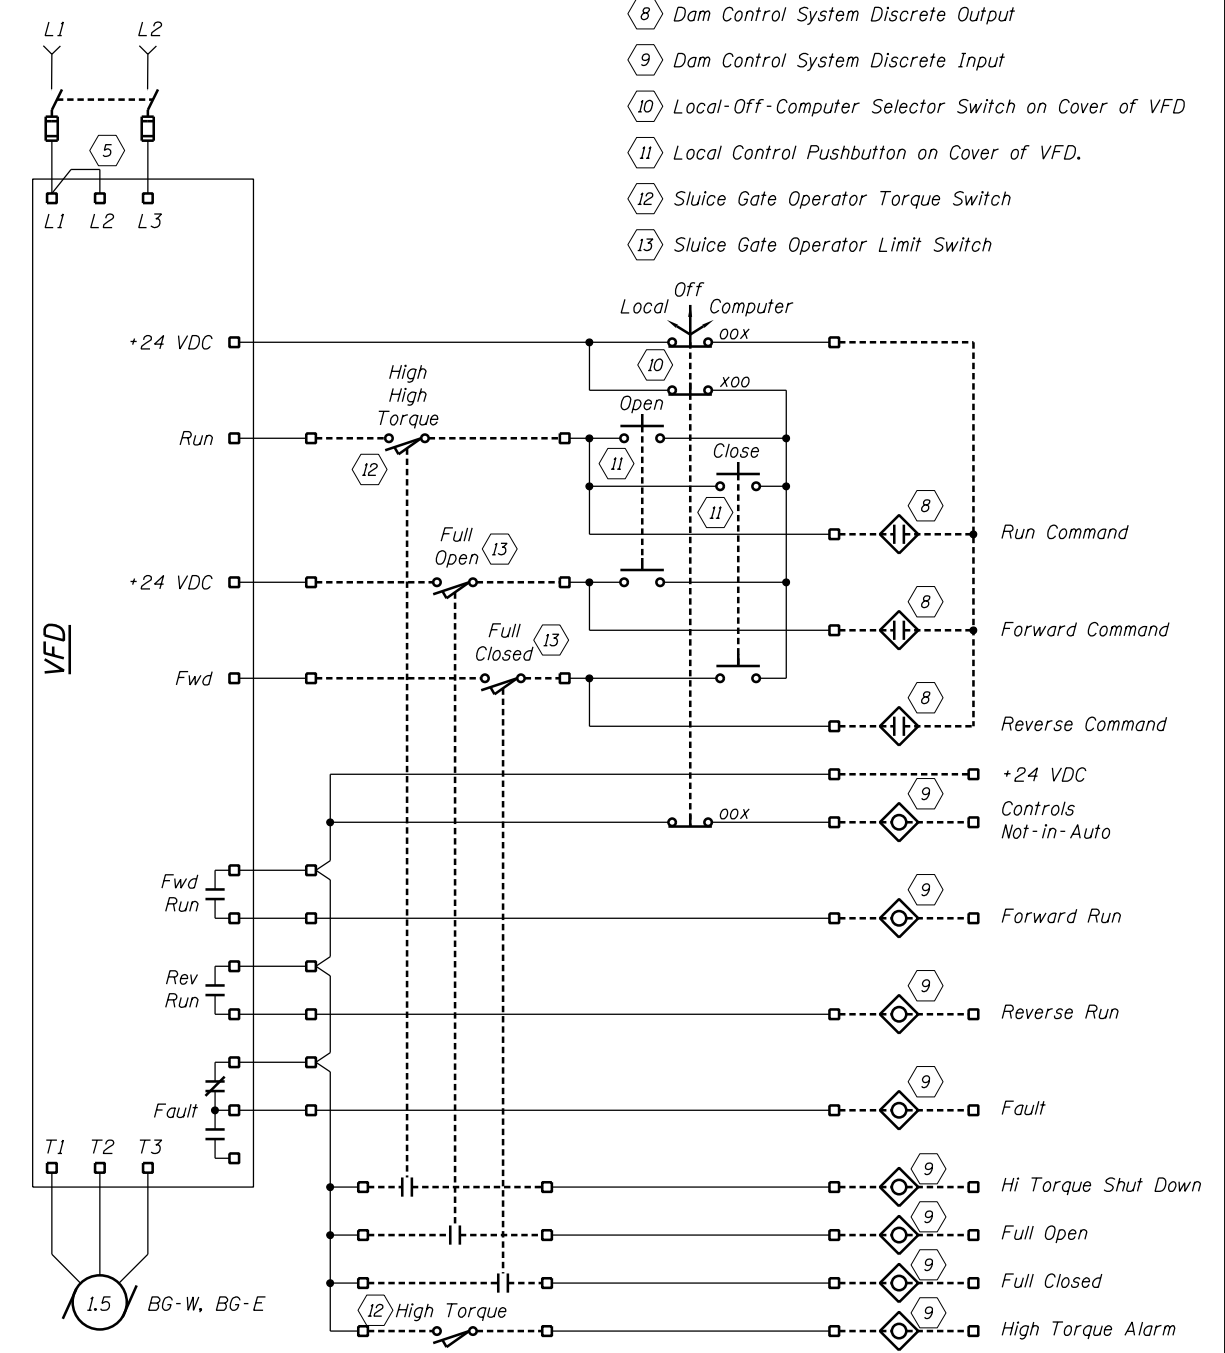 L1 L2
8 Dam Control System Discrete Output
9 Dam Control System Discrete Input
10 Local-Off-Computer Selector Switch on Cover of VFD
11 Local Control Pushbutton on Cover of VFD.
12 Sluice Gate Operator Torque Switch
13 Sluice Gate Operator Limit Switch
5
L1 L2 L3
Off
Local Computer
+24 VDC
OOX
10
XOO
High
High
Torque
Open
Run
12
11
Close
11
8
Run Command
Full
Open
13
+24 VDC
8
Forward Command
Full
Closed
13
VFD
Fwd
8
Reverse Command
+24 VDC
9
OOX
Controls
Not-in-Auto
Fwd
Run
9
Forward Run
Rev
Run
9
Reverse Run
Fault
9
Fault
T1 T2 T3
9
Hi Torque Shut Down
9
Full Open
9
Full Closed
1.5
BG-W, BG-E
12 High Torque
9
High Torque Alarm